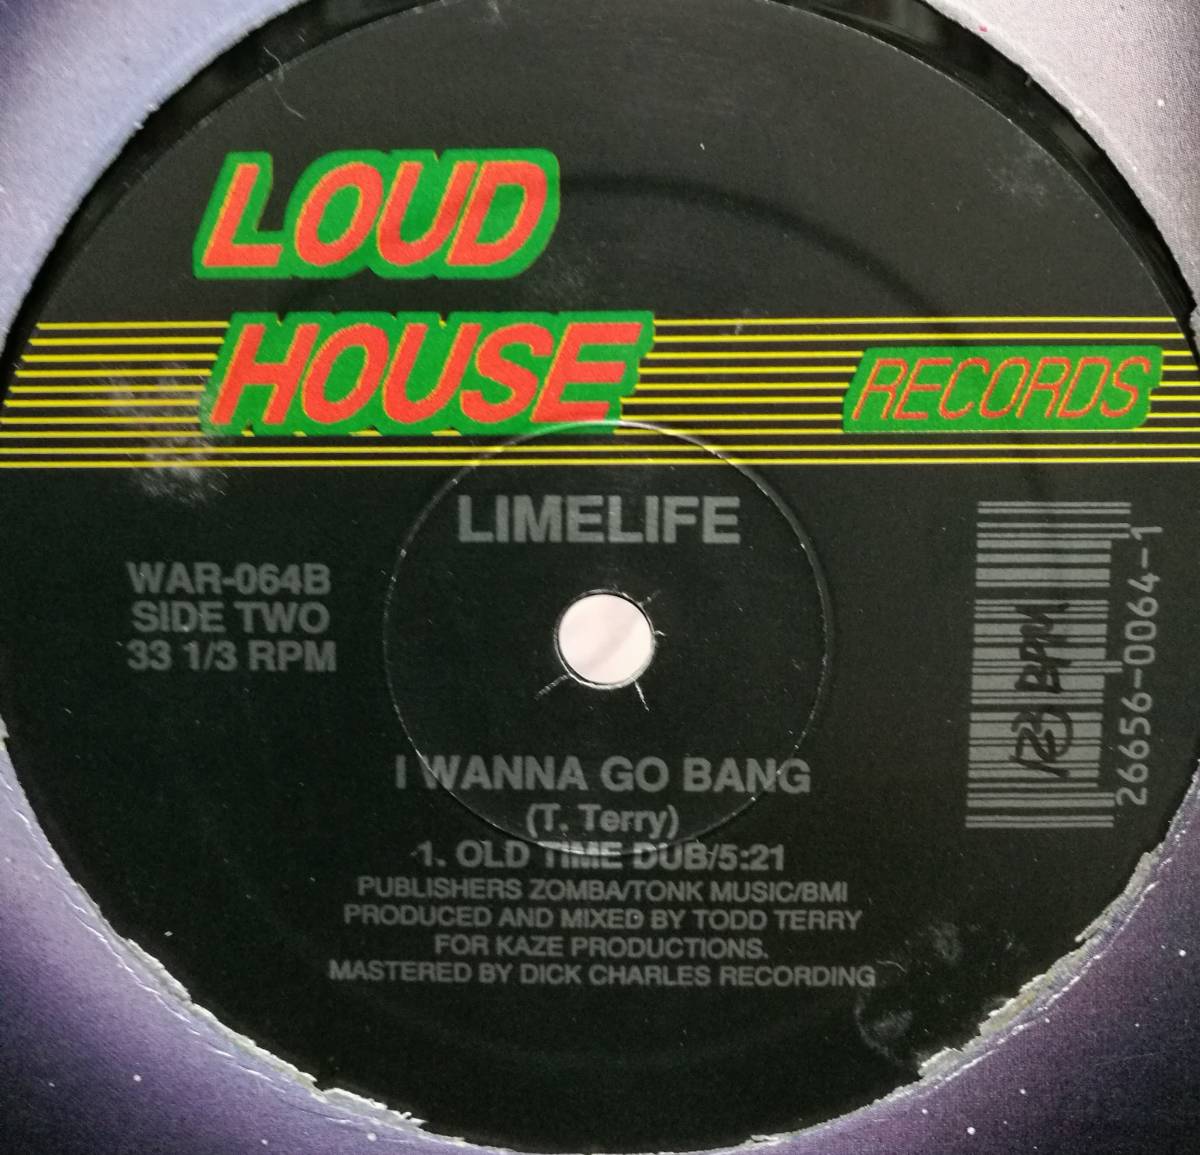 LOUD
HOUSE
RECORDS
LIMELIFE
WAR-064B
SIDE TWO
33 1/3 RPM
26656-0064-1
123 BPM
I WANNA GO BANG
(T. Terry)
1. OLD TIME DUB/5:21
PUBLISHERS ZOMBA/TONK MUSIC/BMI
PRODUCED AND MIXED BY TODD TERRY
FOR KAZE PRODUCTIONS.
MASTERED BY DICK CHARLES RECORDING